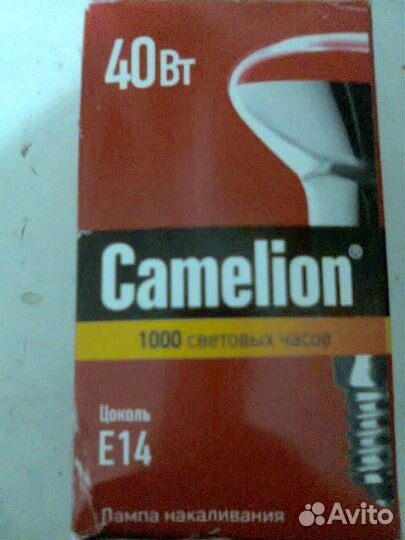 40Вт
Camelion®
1000 световых часов
Цоколь
E14
Лампа накаливания
Avito